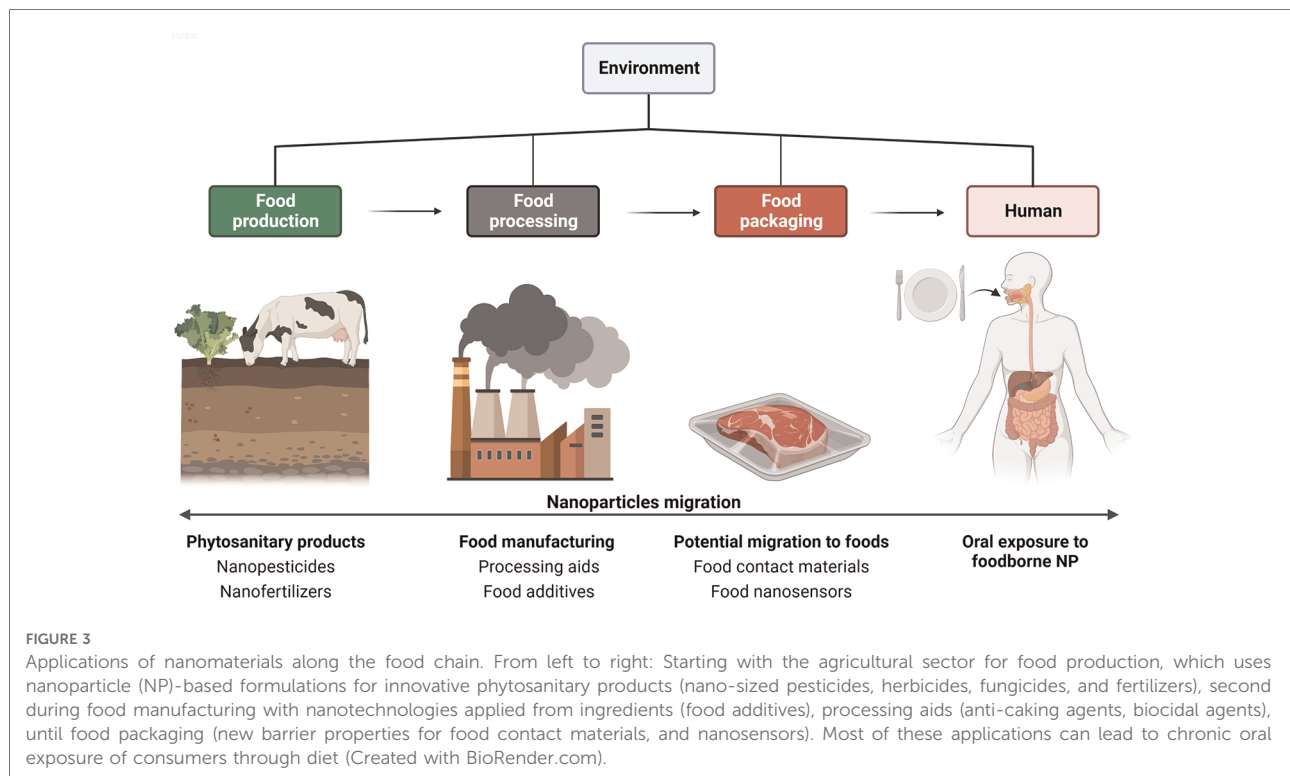 Environment
Food
production
Food
processing
Food
packaging
Human
Nanoparticles migration
Phytosanitary products
Nanopesticides
Nanofertilizers
Food manufacturing
Processing aids
Food additives
Potential migration to foods
Food contact materials
Food nanosensors
Oral exposure to
foodborne NP
FIGURE 3
Applications of nanomaterials along the food chain. From left to right: Starting with the agricultural sector for food production, which uses
nanoparticle (NP)-based formulations for innovative phytosanitary products (nano-sized pesticides, herbicides, fungicides, and fertilizers), second
during food manufacturing with nanotechnologies applied from ingredients (food additives), processing aids (anti-caking agents, biocidal agents),
until food packaging (new barrier properties for food contact materials, and nanosensors). Most of these applications can lead to chronic oral
exposure of consumers through diet (Created with BioRender.com).